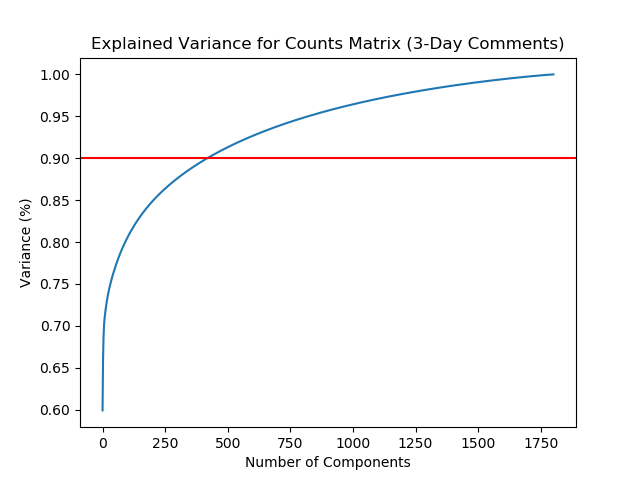 Explained Variance for Counts Matrix (3-Day Comments)
1.00
0.95
0.90
0.85
0.80
0.75
0.70
0.65
0.60
Variance (%)
0 250 500 750 1000 1250 1500 1750
Number of Components